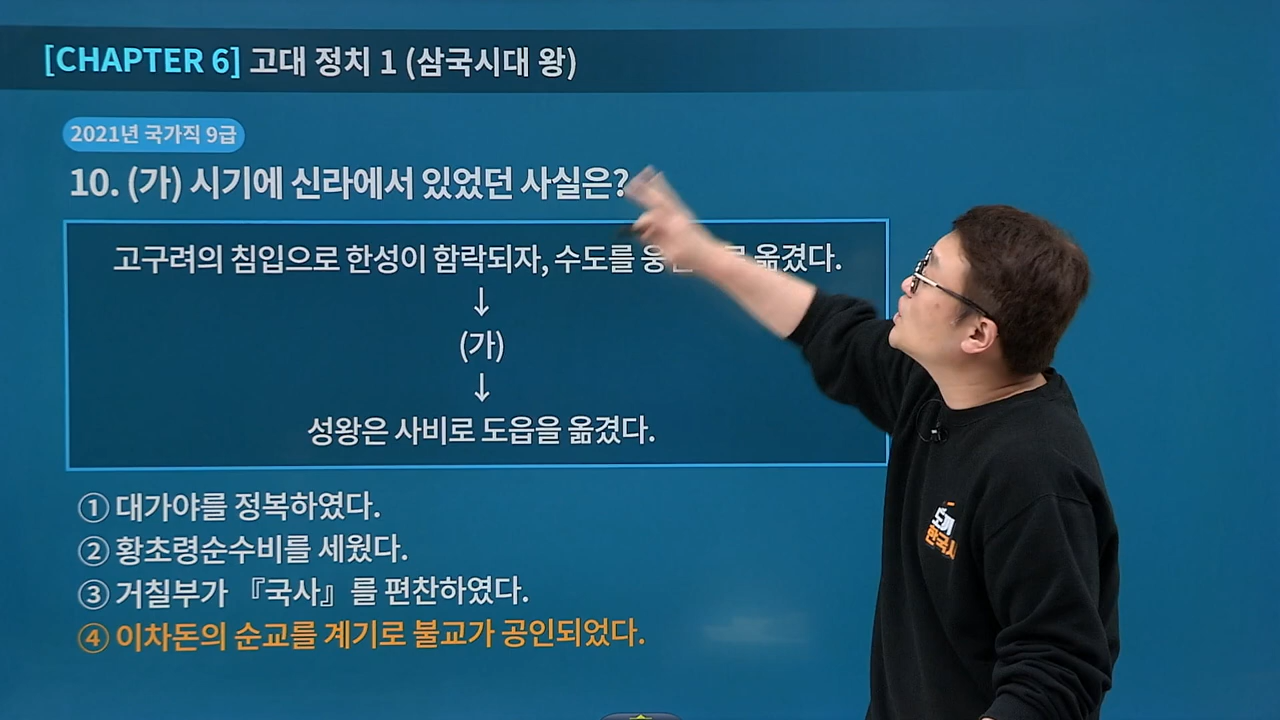 [CHAPTER 6] 고대 정치 1 (삼국시대 왕)
2021년 국가직 9급
10. (가) 시기에 신라에서 있었던 사실은?
고구려의 침입으로 한성이 함락되자, 수도를 옮겼다.
↓
(가)
↓
성왕은 사비로 도읍을 옮겼다.
① 대가야를 정복하였다.
② 황초령순수비를 세웠다.
③ 거칠부가 『국사』를 편찬하였다.
④ 이차돈의 순교를 계기로 불교가 공인되었다.
한국사